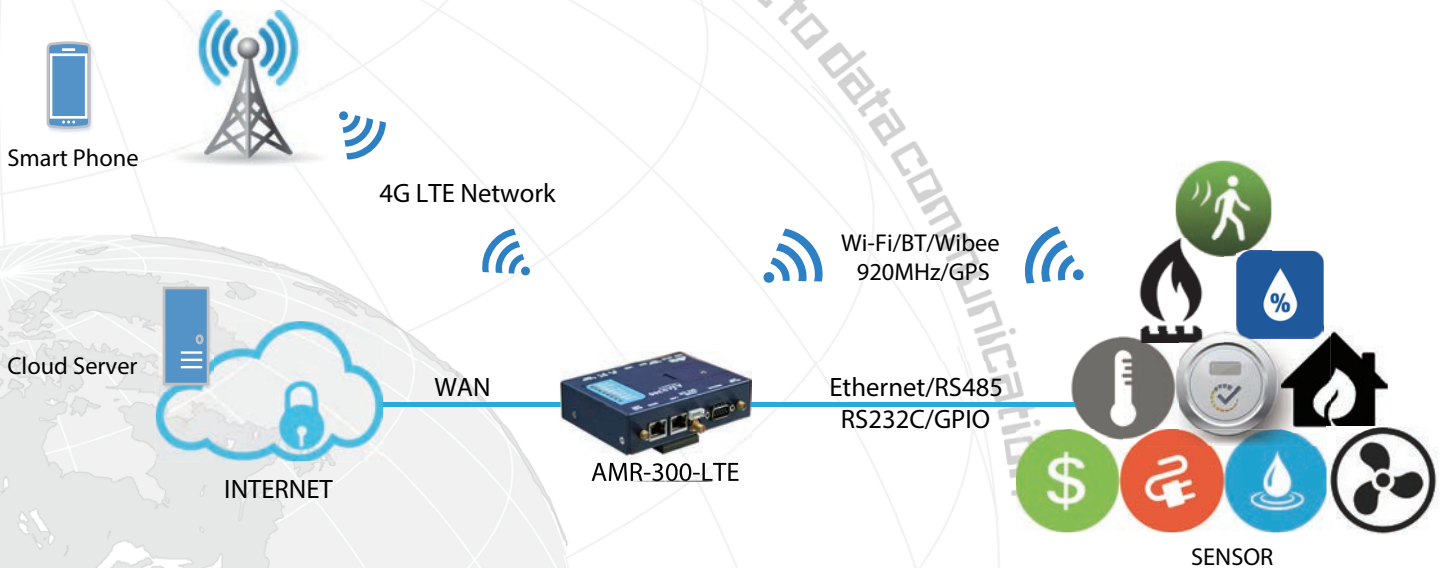 to data communication
Smart Phone
4G LTE Network
Wi-Fi/BT/Wibee
920MHz/GPS
%
Cloud Server
WAN
Ethernet/RS485
RS232C/GPIO
AMR-300-LTE
INTERNET
$
SENSOR